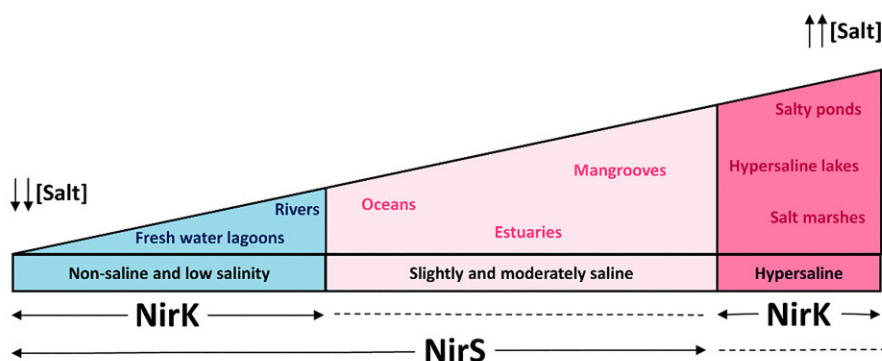 ↑↑[Salt]
Salty ponds
Mangrooves
Hypersaline lakes
↓↓[Salt]
Rivers
Oceans
Salt marshes
Fresh water lagoons
Estuaries
Non-saline and low salinity
Slightly and moderately saline
Hypersaline
NirK
NirK
NirS